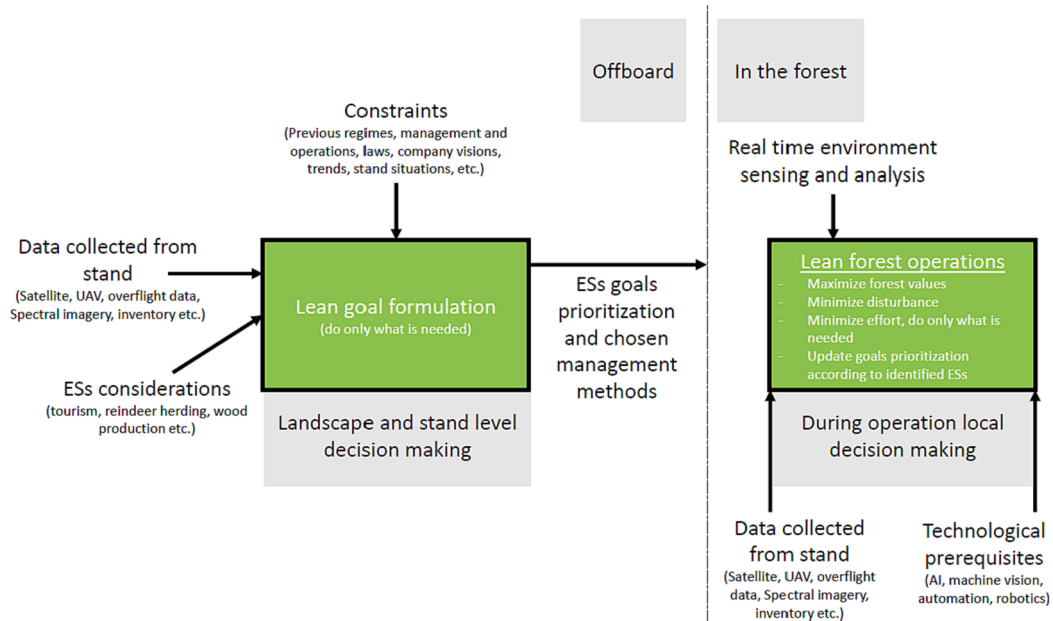 Offboard
In the forest
Constraints
(Previous regimes, management and
operations, laws, company visions,
trends, stand situations, etc.)
Real time environment
sensing and analysis
Data collected from
stand
(Satellite, UAV, overflight data,
Spectral imagery, inventory etc.)
ESs considerations
(tourism, reindeer herding, wood
production etc.)
Lean goal formulation
(do only what is needed)
Landscape and stand level
decision making
ESs goals
prioritization
and chosen
management
methods
Lean forest operations
- Maximize forest values
- Minimize disturbance
- Minimize effort, do only what is
needed
- Update goals prioritization
according to identified ESs
During operation local
decision making
Data collected
from stand
(Satellite, UAV, overflight
data, Spectral imagery,
inventory etc.)
Technological
prerequisites
(AI, machine vision,
automation, robotics)